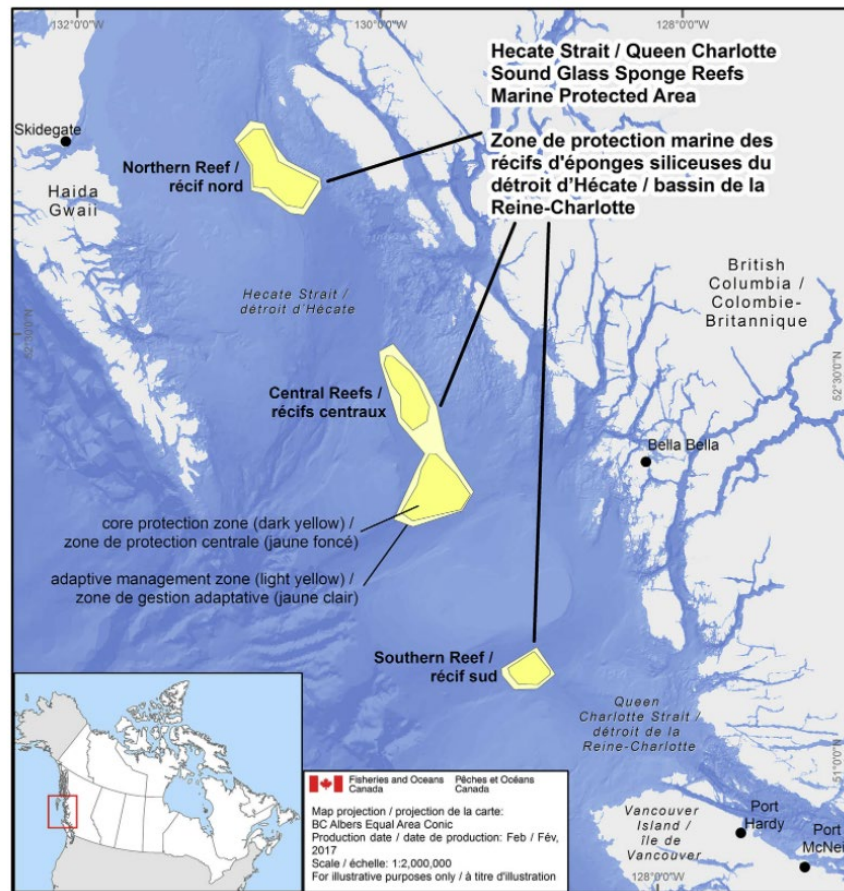 132°0'0"W
130°0'0"W
128°0'0"W
Hecate Strait / Queen Charlotte
Sound Glass Sponge Reefs
Marine Protected Area
Zone de protection marine des
récifs d'éponges siliceuses du
détroit d'Hécate / bassin de la
Reine-Charlotte
Skidegate
Haida
Gwaii
Northern Reef /
récif nord
British
Columbia /
Colombie-
Britannique
Hecate Strait /
détroit d'Hécate
52°30'0"N
Central Reefs /
récifs centraux
Bella Bella
core protection zone (dark yellow) /
zone de protection centrale (jaune foncé)
adaptive management zone (light yellow) /
zone de gestion adaptative (jaune clair)
Southern Reef /
récif sud
Queen
Charlotte Strait /
détroit de la
Reine-Charlotte
51°0'0"N
Fisheries and Oceans
Canada
Pêches et Océans
Canada
Map projection / projection de la carte:
BC Albers Equal Area Conic
Production date / date de production: Feb / Fév,
2017
Scale / échelle: 1:2,000,000
For illustrative purposes only / à titre d'illustration
Vancouver
Island /
île de
Vancouver
Port
Hardy
Port
McNei
128°0'0"W